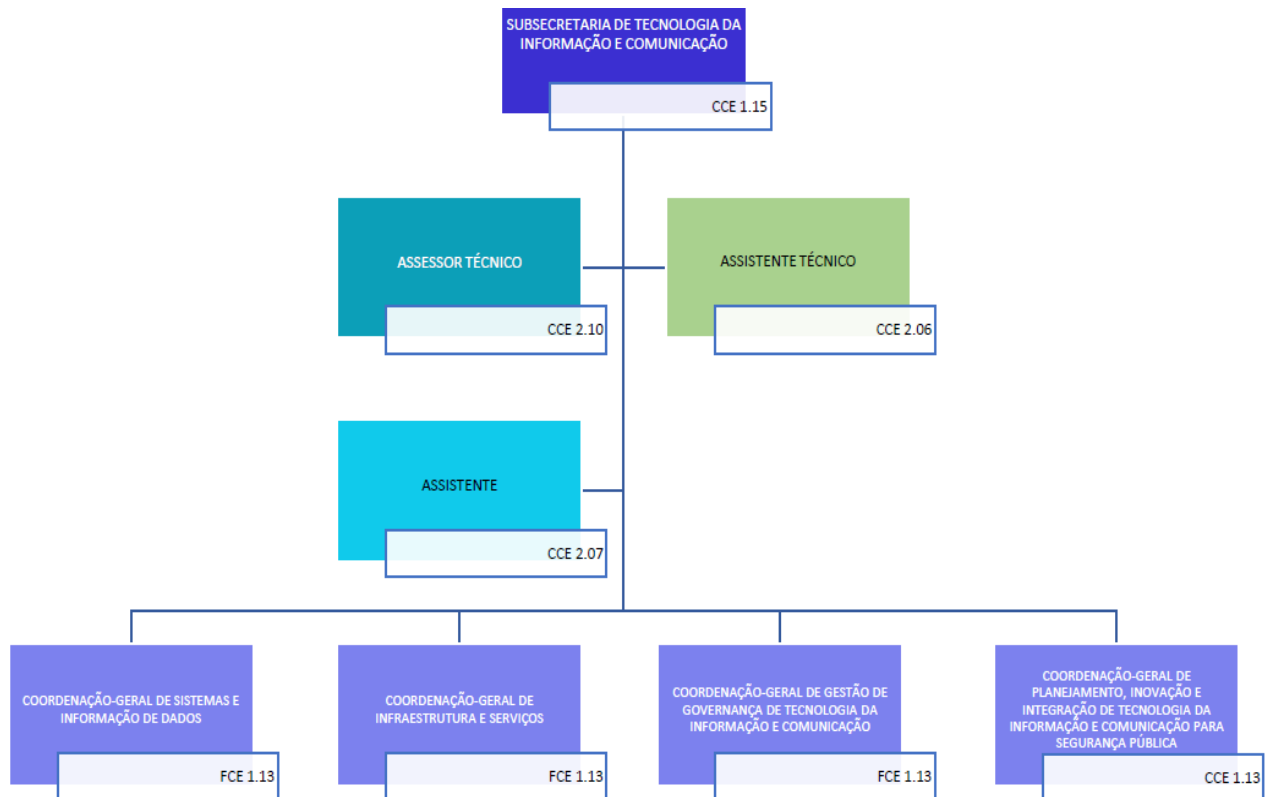 SUBSECRETARIA DE TECNOLOGIA DA
INFORMAÇÃO E COMUNICAÇÃO
CCE 1.15
ASSESSOR TÉCNICO
CCE 2.10
ASSISTENTE TÉCNICO
CCE 2.06
ASSISTENTE
CCE 2.07
COORDENAÇÃO-GERAL DE SISTEMAS E
INFORMAÇÃO DE DADOS
FCE 1.13
COORDENAÇÃO-GERAL DE
INFRAESTRUTURA E SERVIÇOS
FCE 1.13
COORDENAÇÃO-GERAL DE GESTÃO DE
GOVERNANÇA DE TECNOLOGIA DA
INFORMAÇÃO E COMUNICAÇÃO
FCE 1.13
COORDENAÇÃO-GERAL DE
PLANEJAMENTO, INOVAÇÃO E
INTEGRAÇÃO DE TECNOLOGIA DA
INFORMAÇÃO E COMUNICAÇÃO PARA
SEGURANÇA PÚBLICA
CCE 1.13